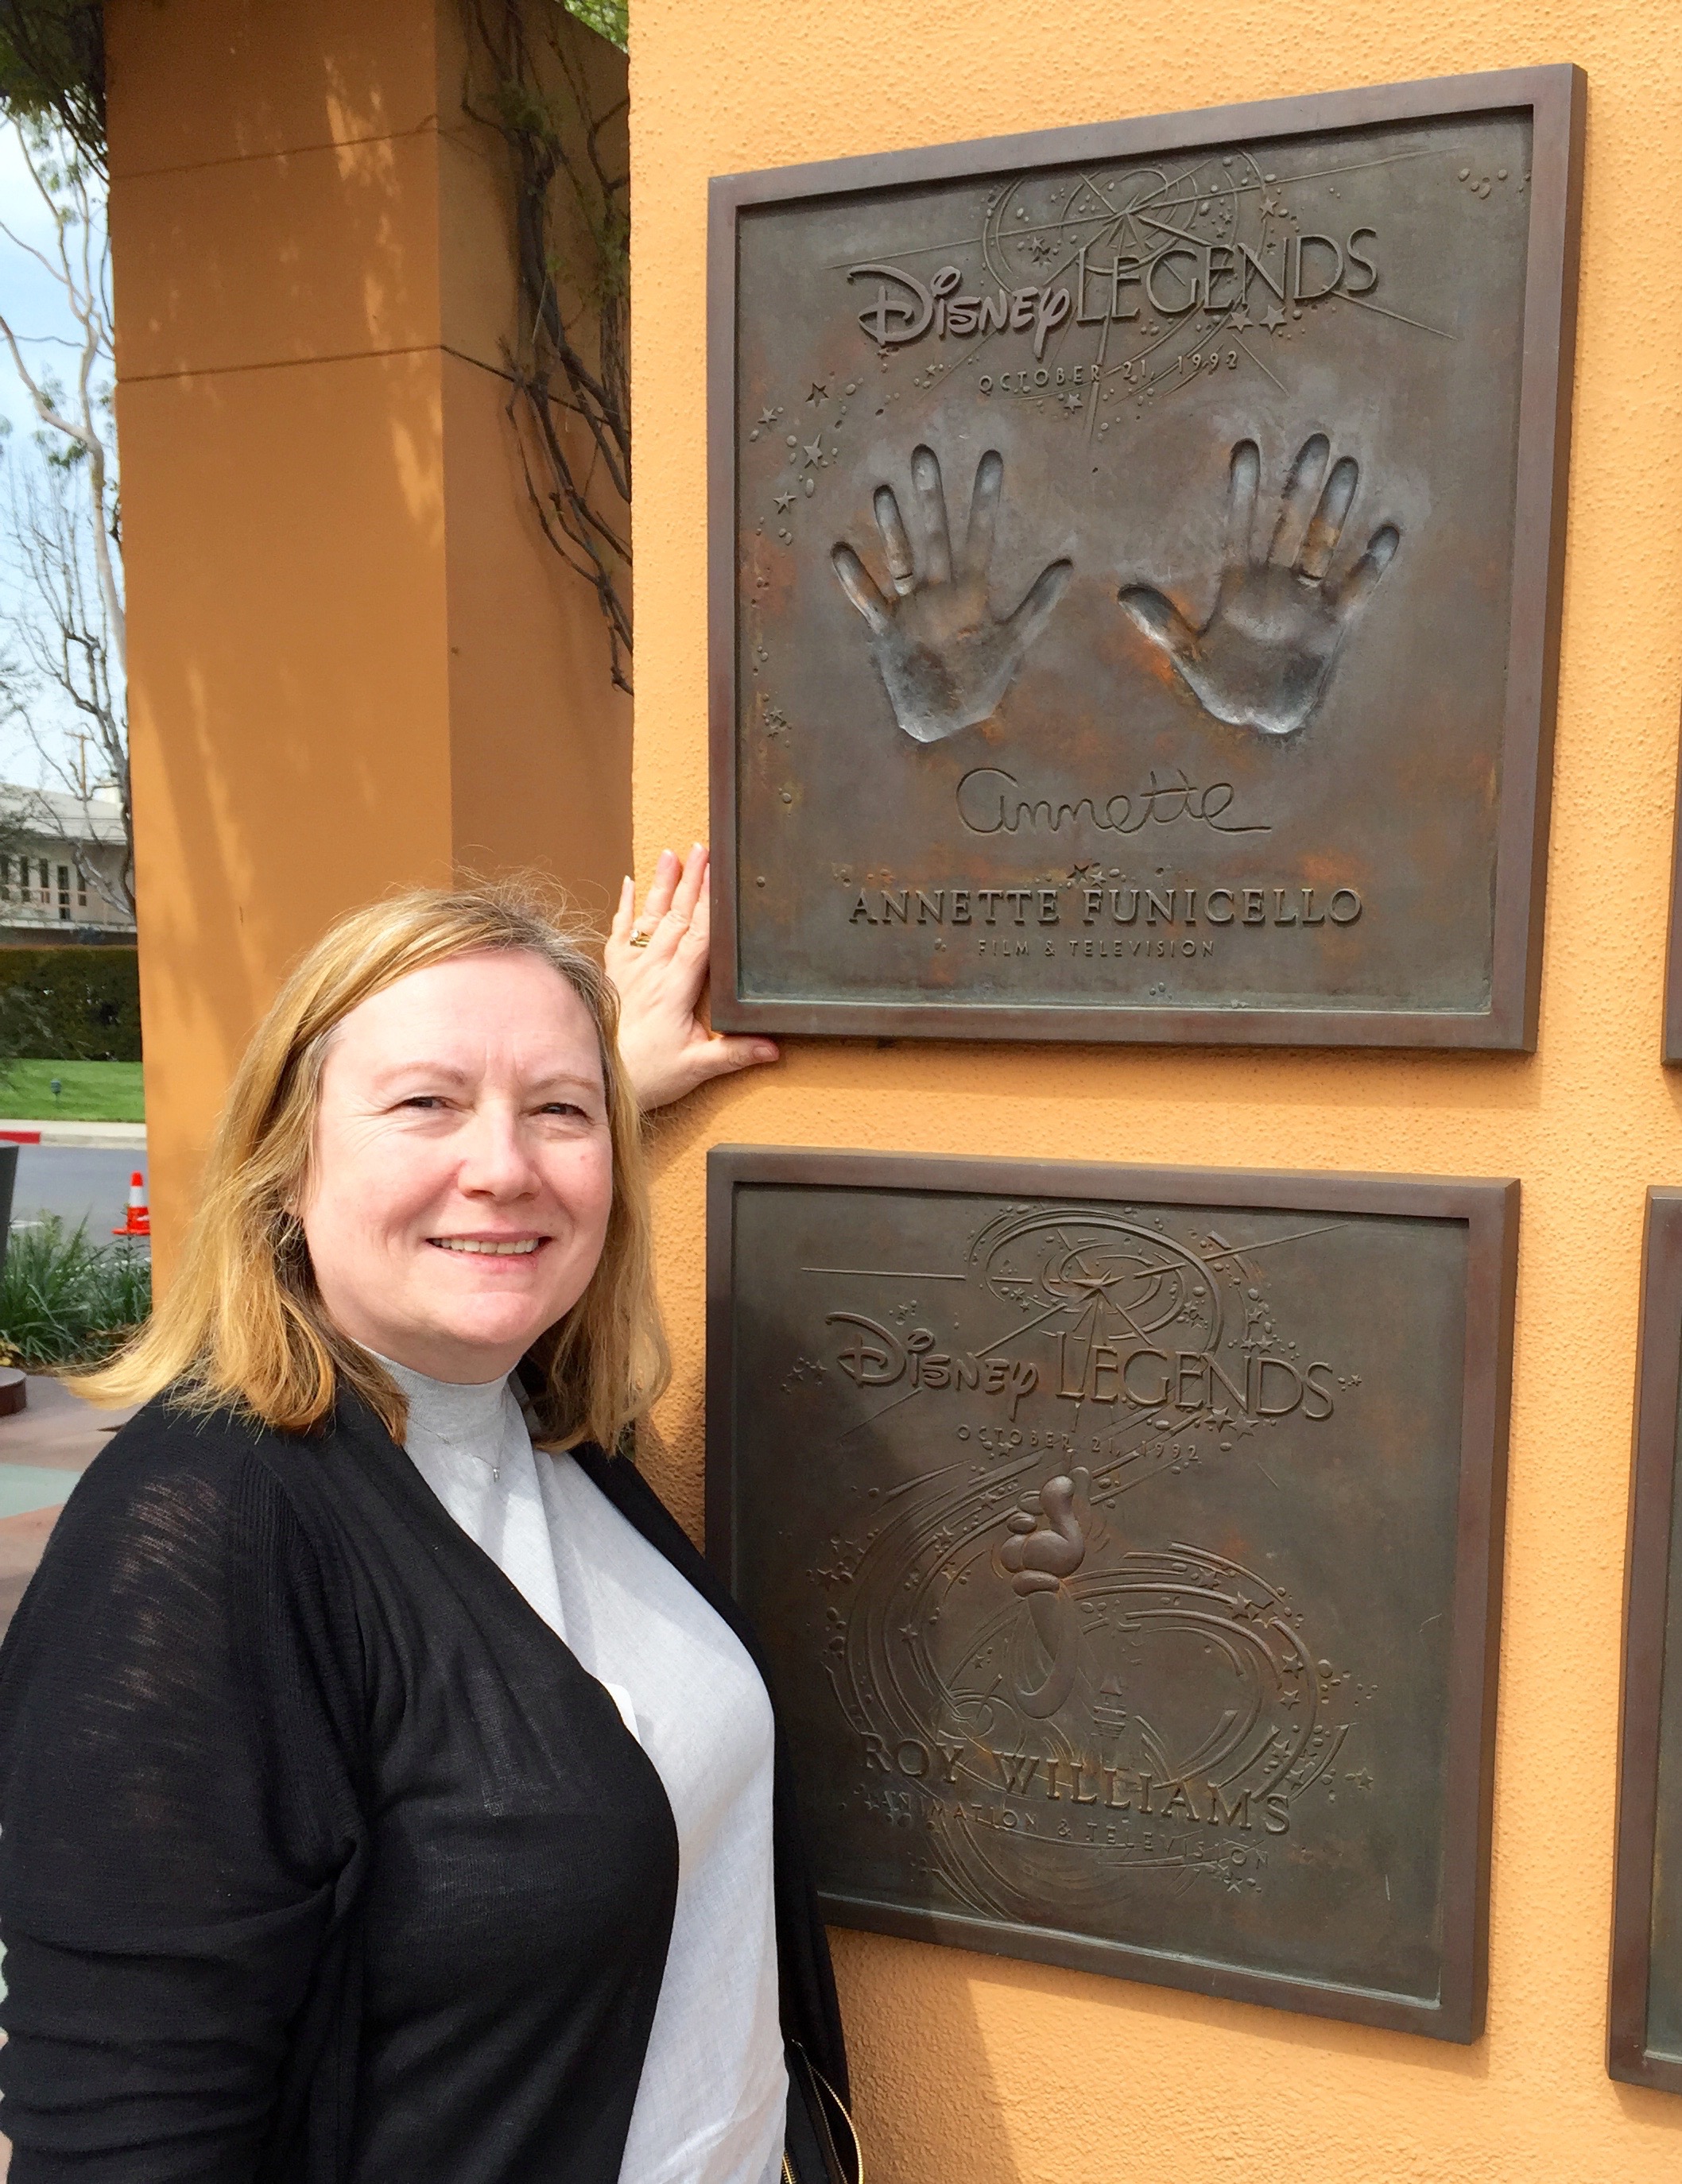 Disney LEGENDS
OCTOBER 21, 1992
annette
ANNETTE FUNICELLO
FILM & TELEVISION
Disney LEGENDS
OCTOBER 21, 1992
ROY WILLIAMS
ANIMATION & TELEVISION